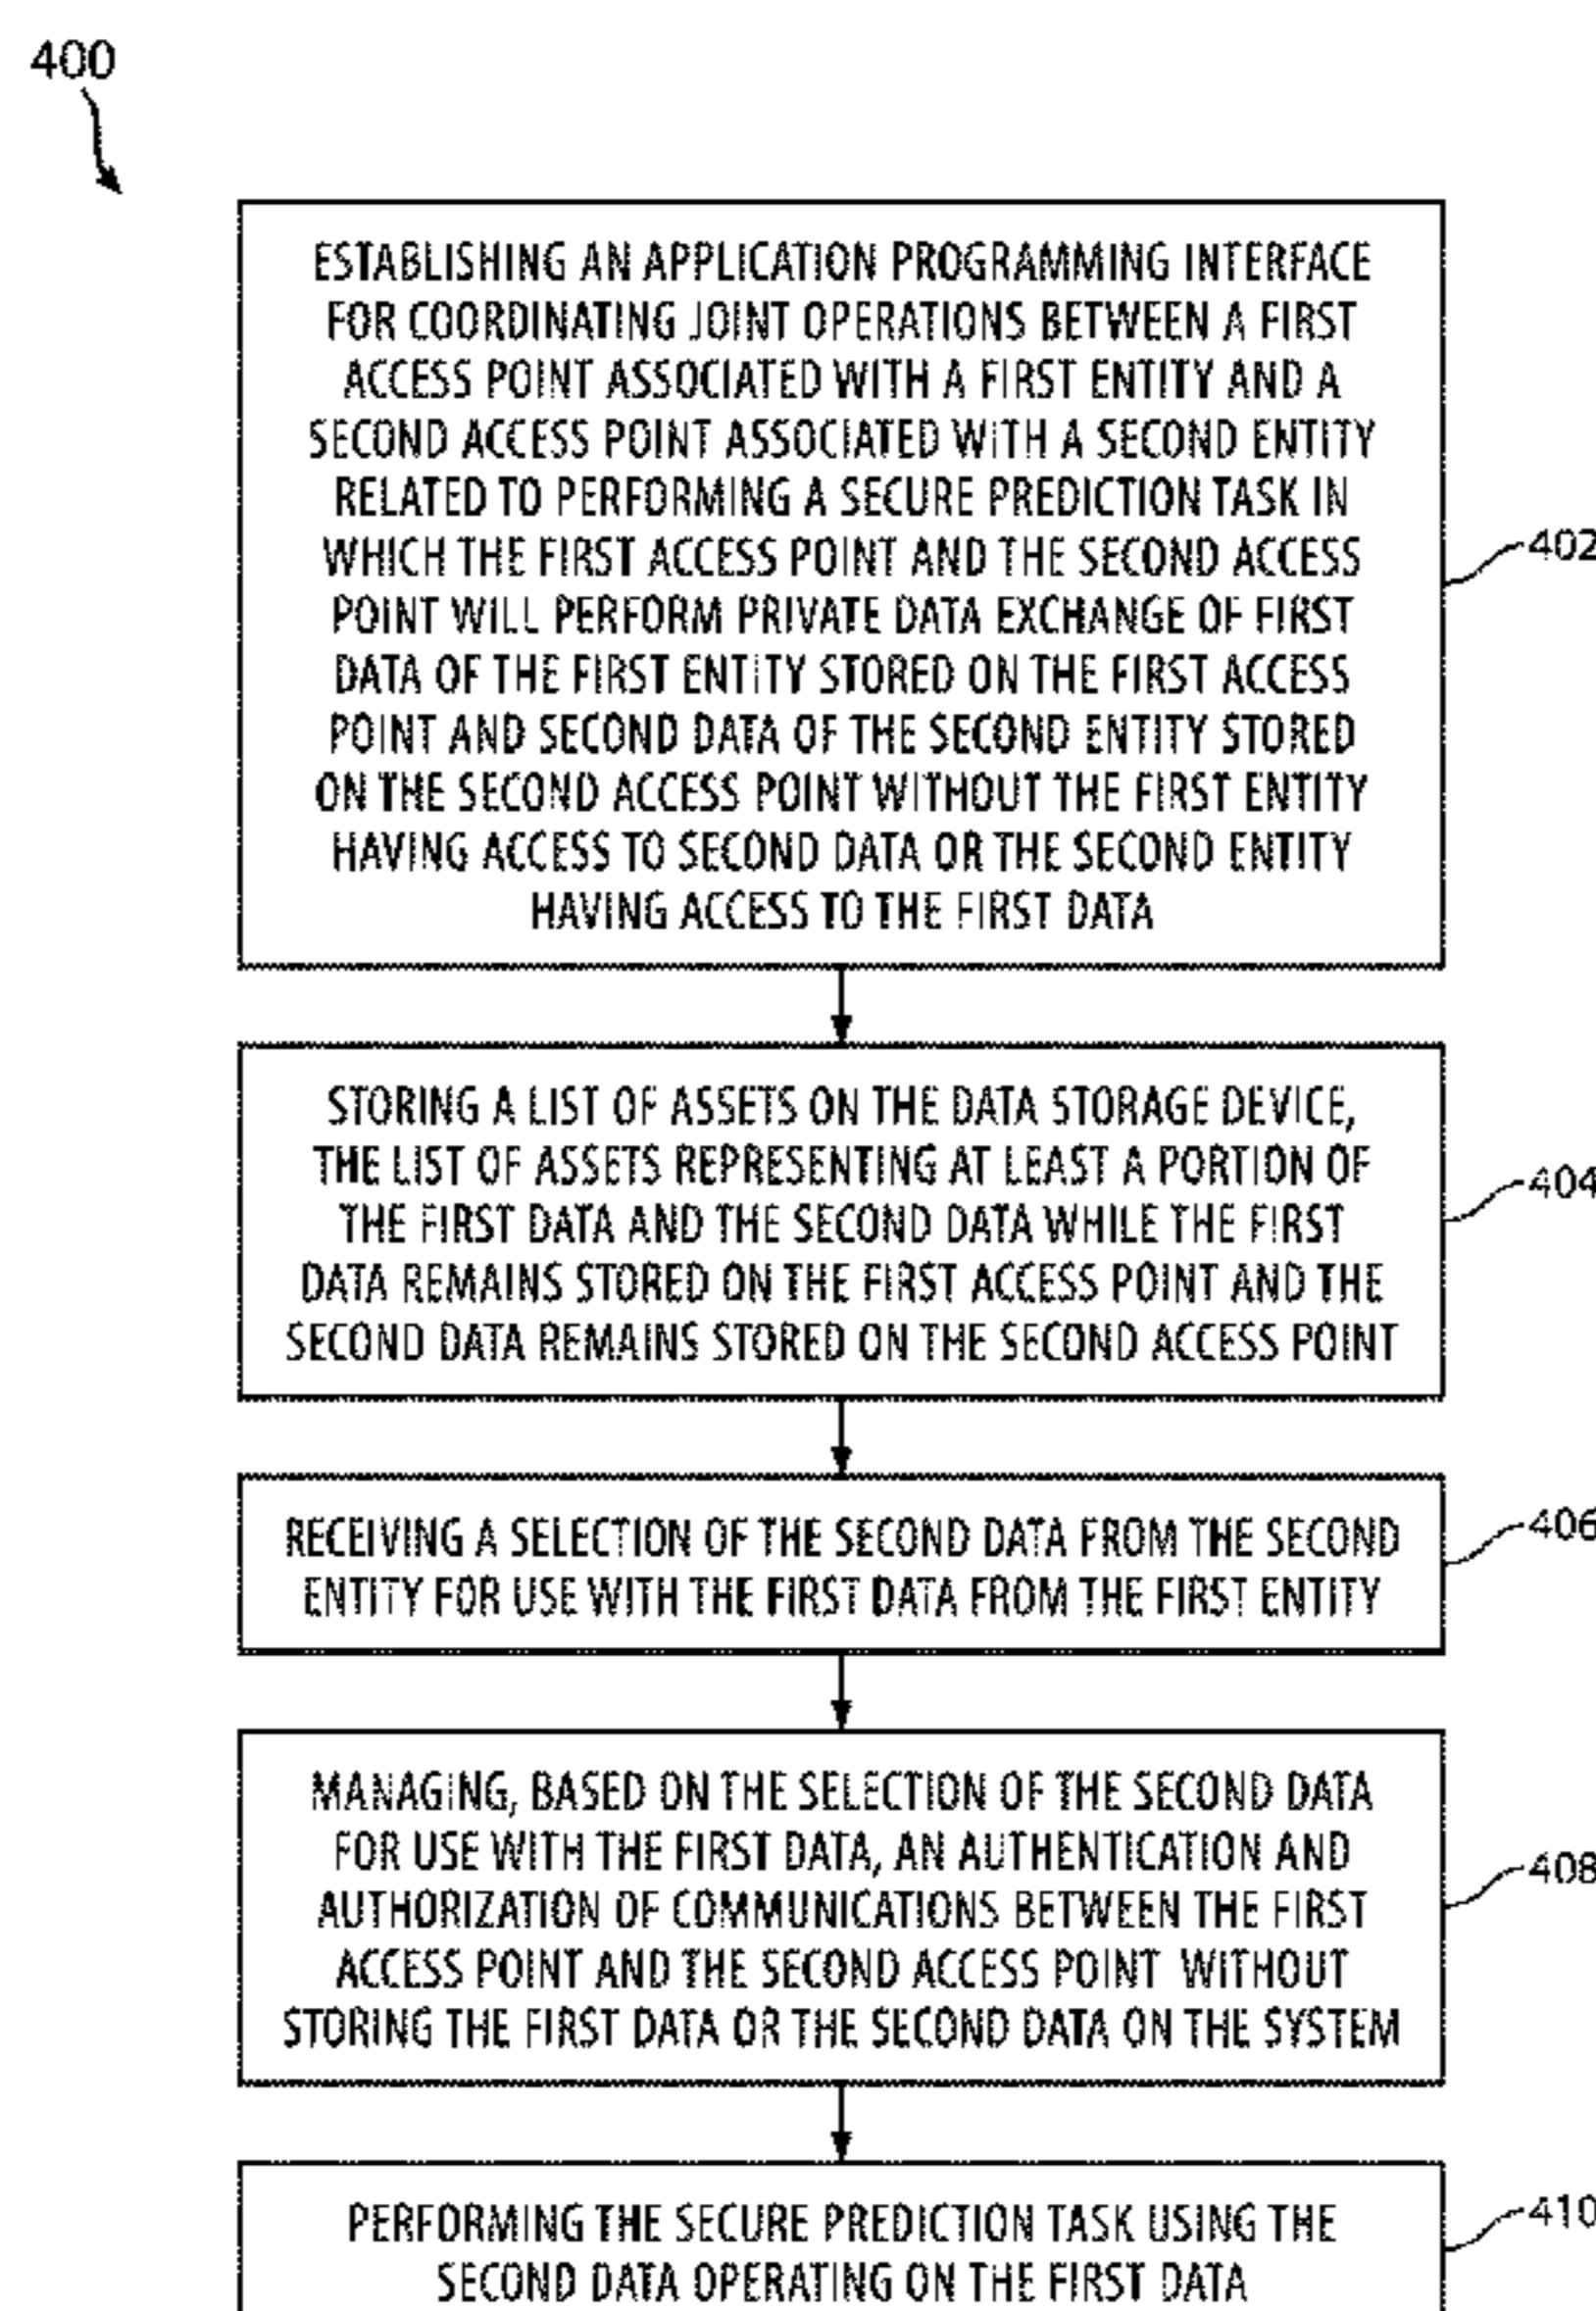 400
ESTABLISHING AN APPLICATION PROGRAMMING INTERFACE
FOR COORDINATING JOINT OPERATIONS BETWEEN A FIRST
ACCESS POINT ASSOCIATED WITH A FIRST ENTITY AND A
SECOND ACCESS POINT ASSOCIATED WITH A SECOND ENTITY
RELATED TO PERFORMING A SECURE PREDICTION TASK IN
WHICH THE FIRST ACCESS POINT AND THE SECOND ACCESS
POINT WILL PERFORM PRIVATE DATA EXCHANGE OF FIRST
DATA OF THE FIRST ENTITY STORED ON THE FIRST ACCESS
POINT AND SECOND DATA OF THE SECOND ENTITY STORED
ON THE SECOND ACCESS POINT WITHOUT THE FIRST ENTITY
HAVING ACCESS TO SECOND DATA OR THE SECOND ENTITY
HAVING ACCESS TO THE FIRST DATA
402
STORING A LIST OF ASSETS ON THE DATA STORAGE DEVICE,
THE LIST OF ASSETS REPRESENTING AT LEAST A PORTION OF
THE FIRST DATA AND THE SECOND DATA WHILE THE FIRST
DATA REMAINS STORED ON THE FIRST ACCESS POINT AND THE
SECOND DATA REMAINS STORED ON THE SECOND ACCESS POINT
404
RECEIVING A SELECTION OF THE SECOND DATA FROM THE SECOND
ENTITY FOR USE WITH THE FIRST DATA FROM THE FIRST ENTITY
406
MANAGING, BASED ON THE SELECTION OF THE SECOND DATA
FOR USE WITH THE FIRST DATA, AN AUTHENTICATION AND
AUTHORIZATION OF COMMUNICATIONS BETWEEN THE FIRST
ACCESS POINT AND THE SECOND ACCESS POINT WITHOUT
STORING THE FIRST DATA OR THE SECOND DATA ON THE SYSTEM
408
PERFORMING THE SECURE PREDICTION TASK USING THE
SECOND DATA OPERATING ON THE FIRST DATA
410